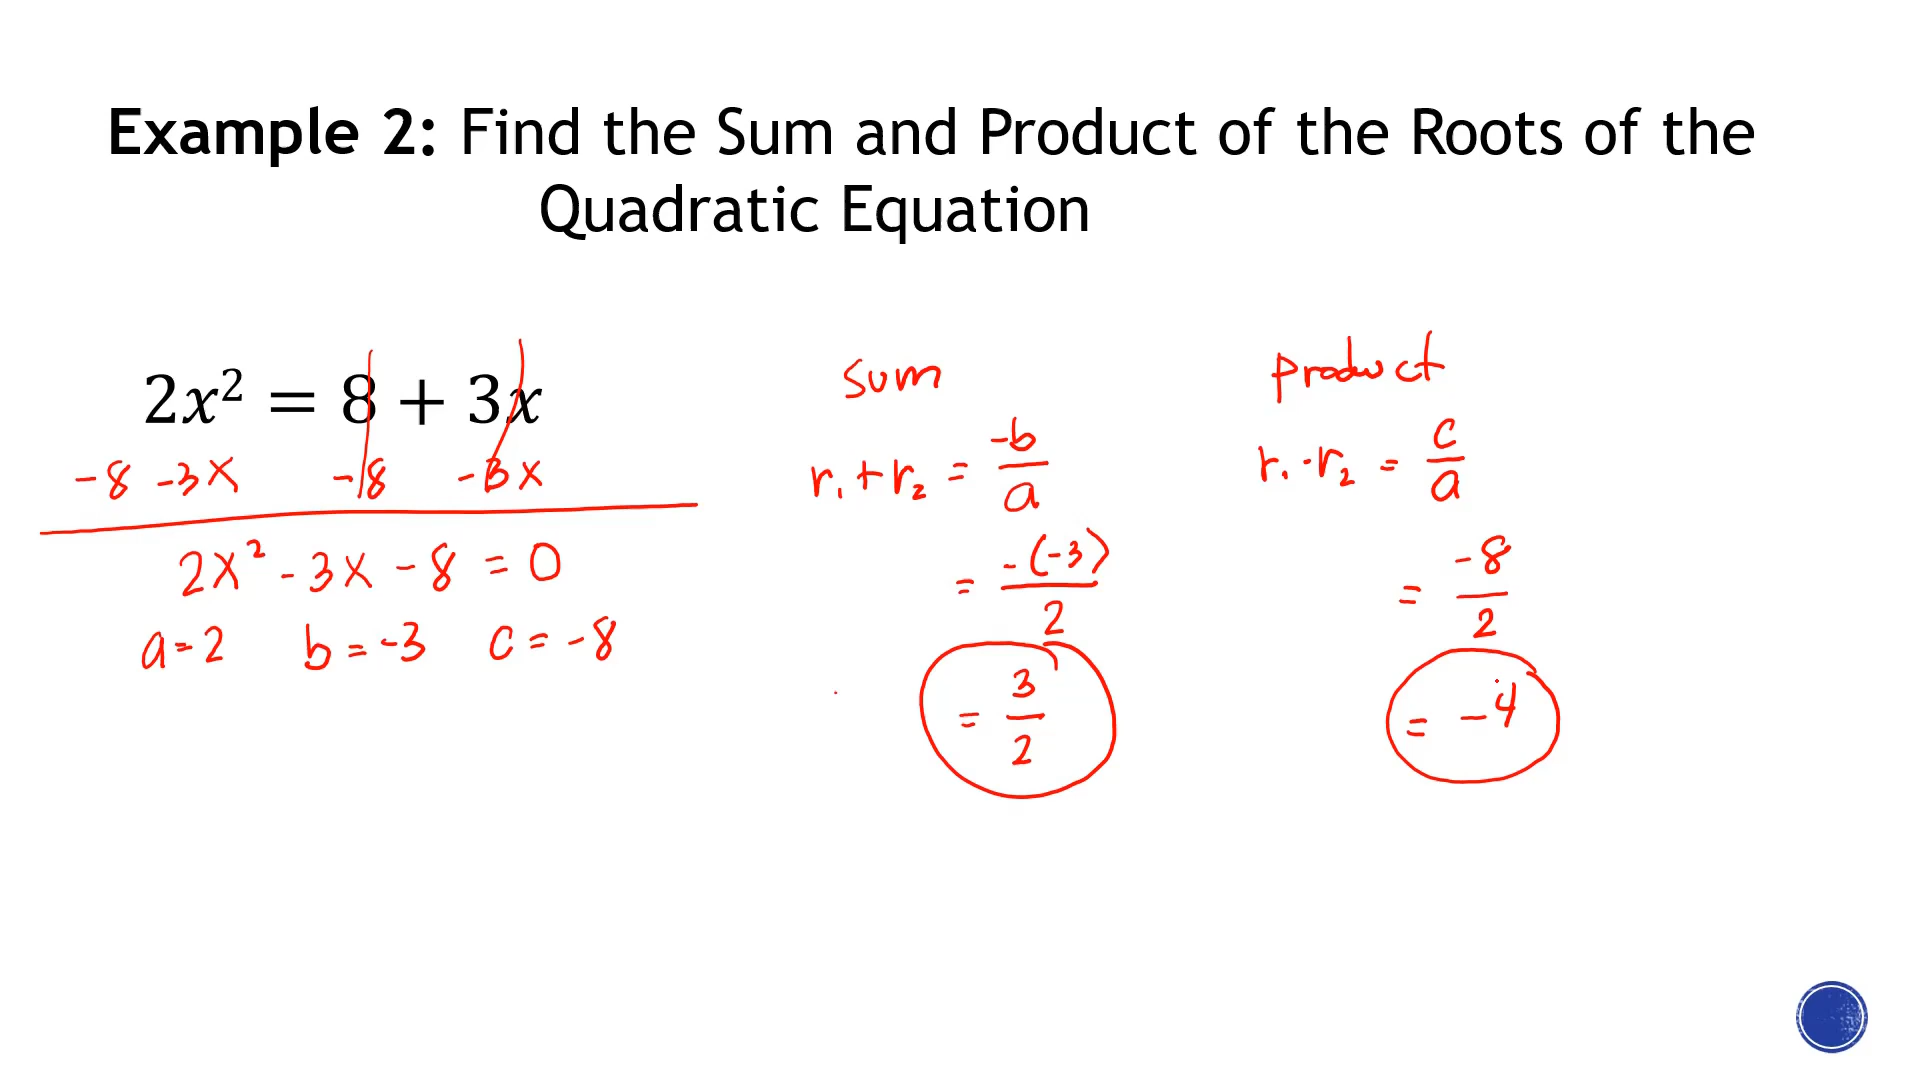 Example 2: Find the Sum and Product of the Roots of the
Quadratic Equation
2x² = 8 + 3x
-8 -3x -8 -3x
2x² - 3x - 8 = 0
a = 2 b = -3 c = -8
sum
r₁ + r₂ = -b/a
= -(-3)/2
= 3/2
product
r₁ · r₂ = c/a
= -8/2
= -4